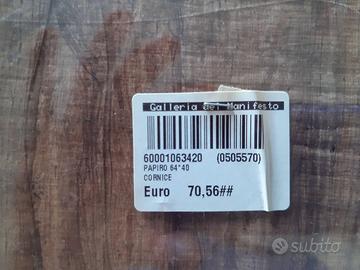 Galleria del Manifesto
60001063420 (0505570)
PAPIRO 64*40
CORNICE
Euro 70,56##
subito